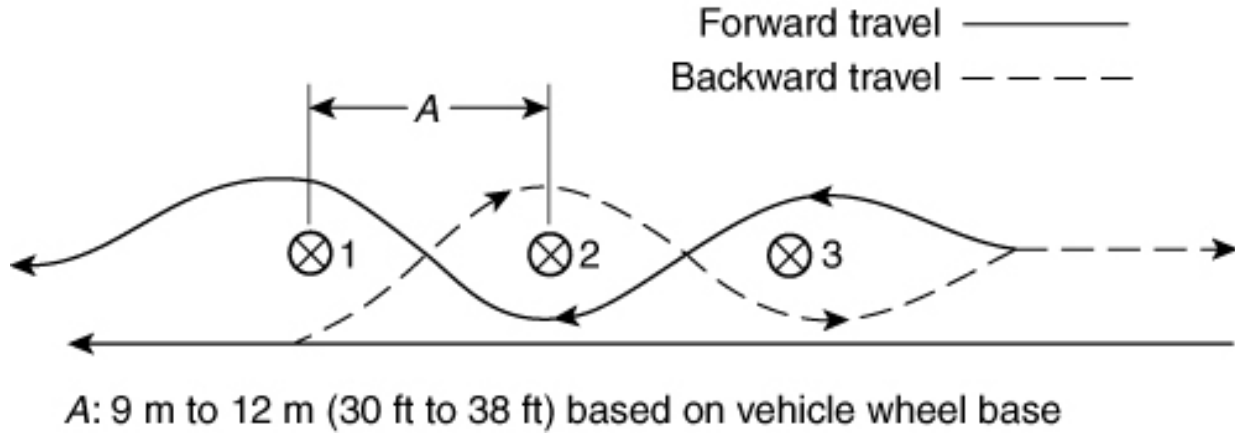 Forward travel
Backward travel
A
1
2
3
A: 9 m to 12 m (30 ft to 38 ft) based on vehicle wheel base